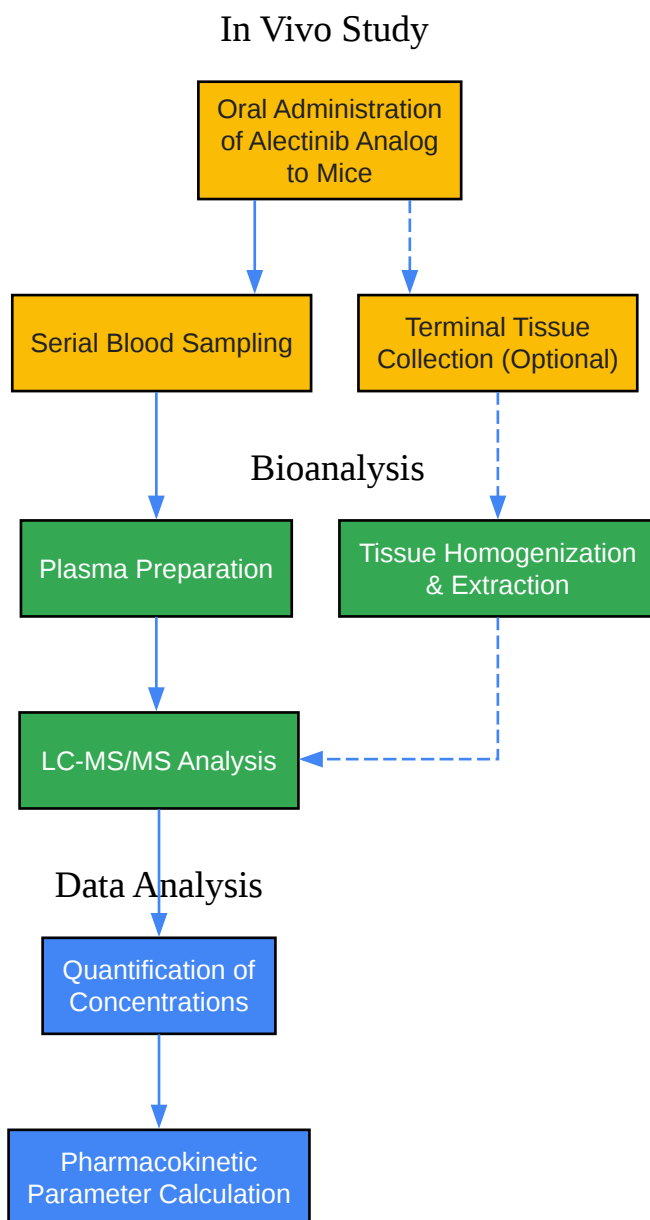 In Vivo Study
Oral Administration
of Alectinib Analog
to Mice
Serial Blood Sampling
Terminal Tissue
Collection (Optional)
Bioanalysis
Plasma Preparation
Tissue Homogenization
& Extraction
LC-MS/MS Analysis
Data Analysis
Quantification of
Concentrations
Pharmacokinetic
Parameter Calculation